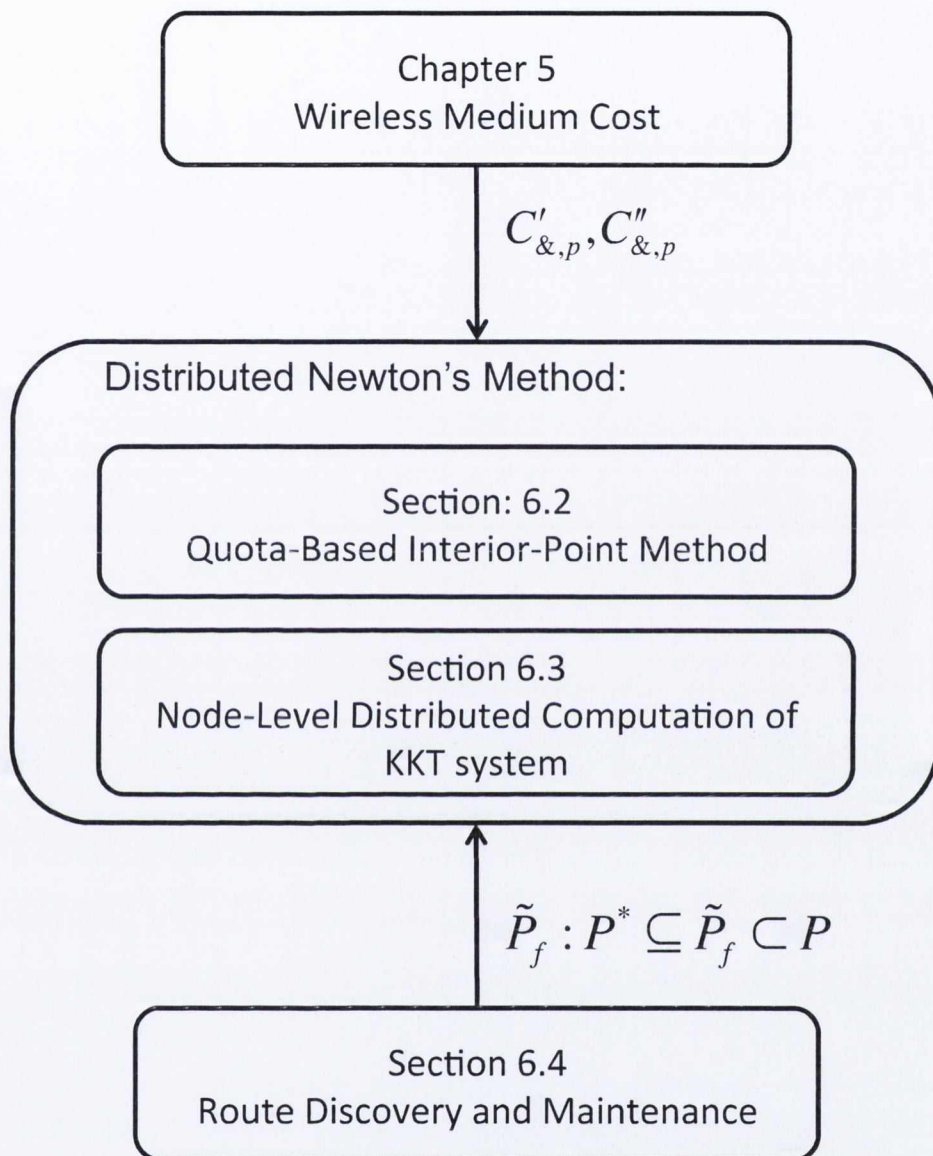 Chapter 5
Wireless Medium Cost
C′&,p, C″&,p
Distributed Newton's Method:
Section: 6.2
Quota-Based Interior-Point Method
Section 6.3
Node-Level Distributed Computation of
KKT system
P̃f : P* ⊆ P̃f ⊂ P
Section 6.4
Route Discovery and Maintenance